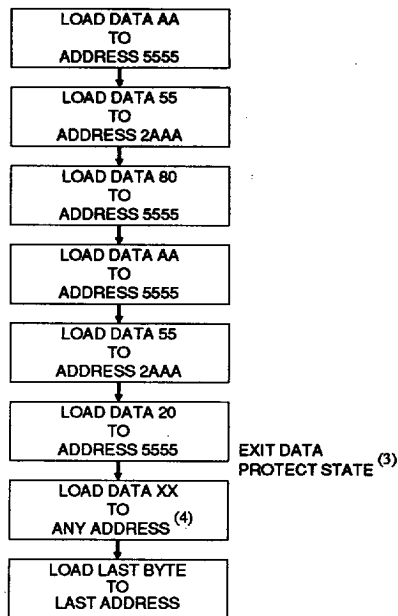 LOAD DATA AA
TO
ADDRESS 5555
LOAD DATA 55
TO
ADDRESS 2AAA
LOAD DATA 80
TO
ADDRESS 5555
LOAD DATA AA
TO
ADDRESS 5555
LOAD DATA 55
TO
ADDRESS 2AAA
LOAD DATA 20
TO
ADDRESS 5555
EXIT DATA
PROTECT STATE (3)
LOAD DATA XX
TO
ANY ADDRESS (4)
LOAD LAST BYTE
TO
LAST ADDRESS